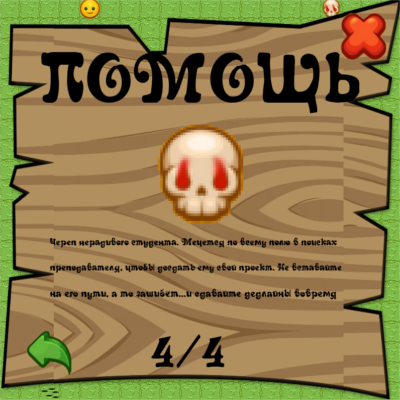 ПОМОЩЬ
Череп нерадивого студента. Мечется по всему полю в поисках
преподавателя, чтобы досдать ему свой проект. Не вставайте
на его пути, а то зашибет...и сдавайте дедлайны вовремя
4/4